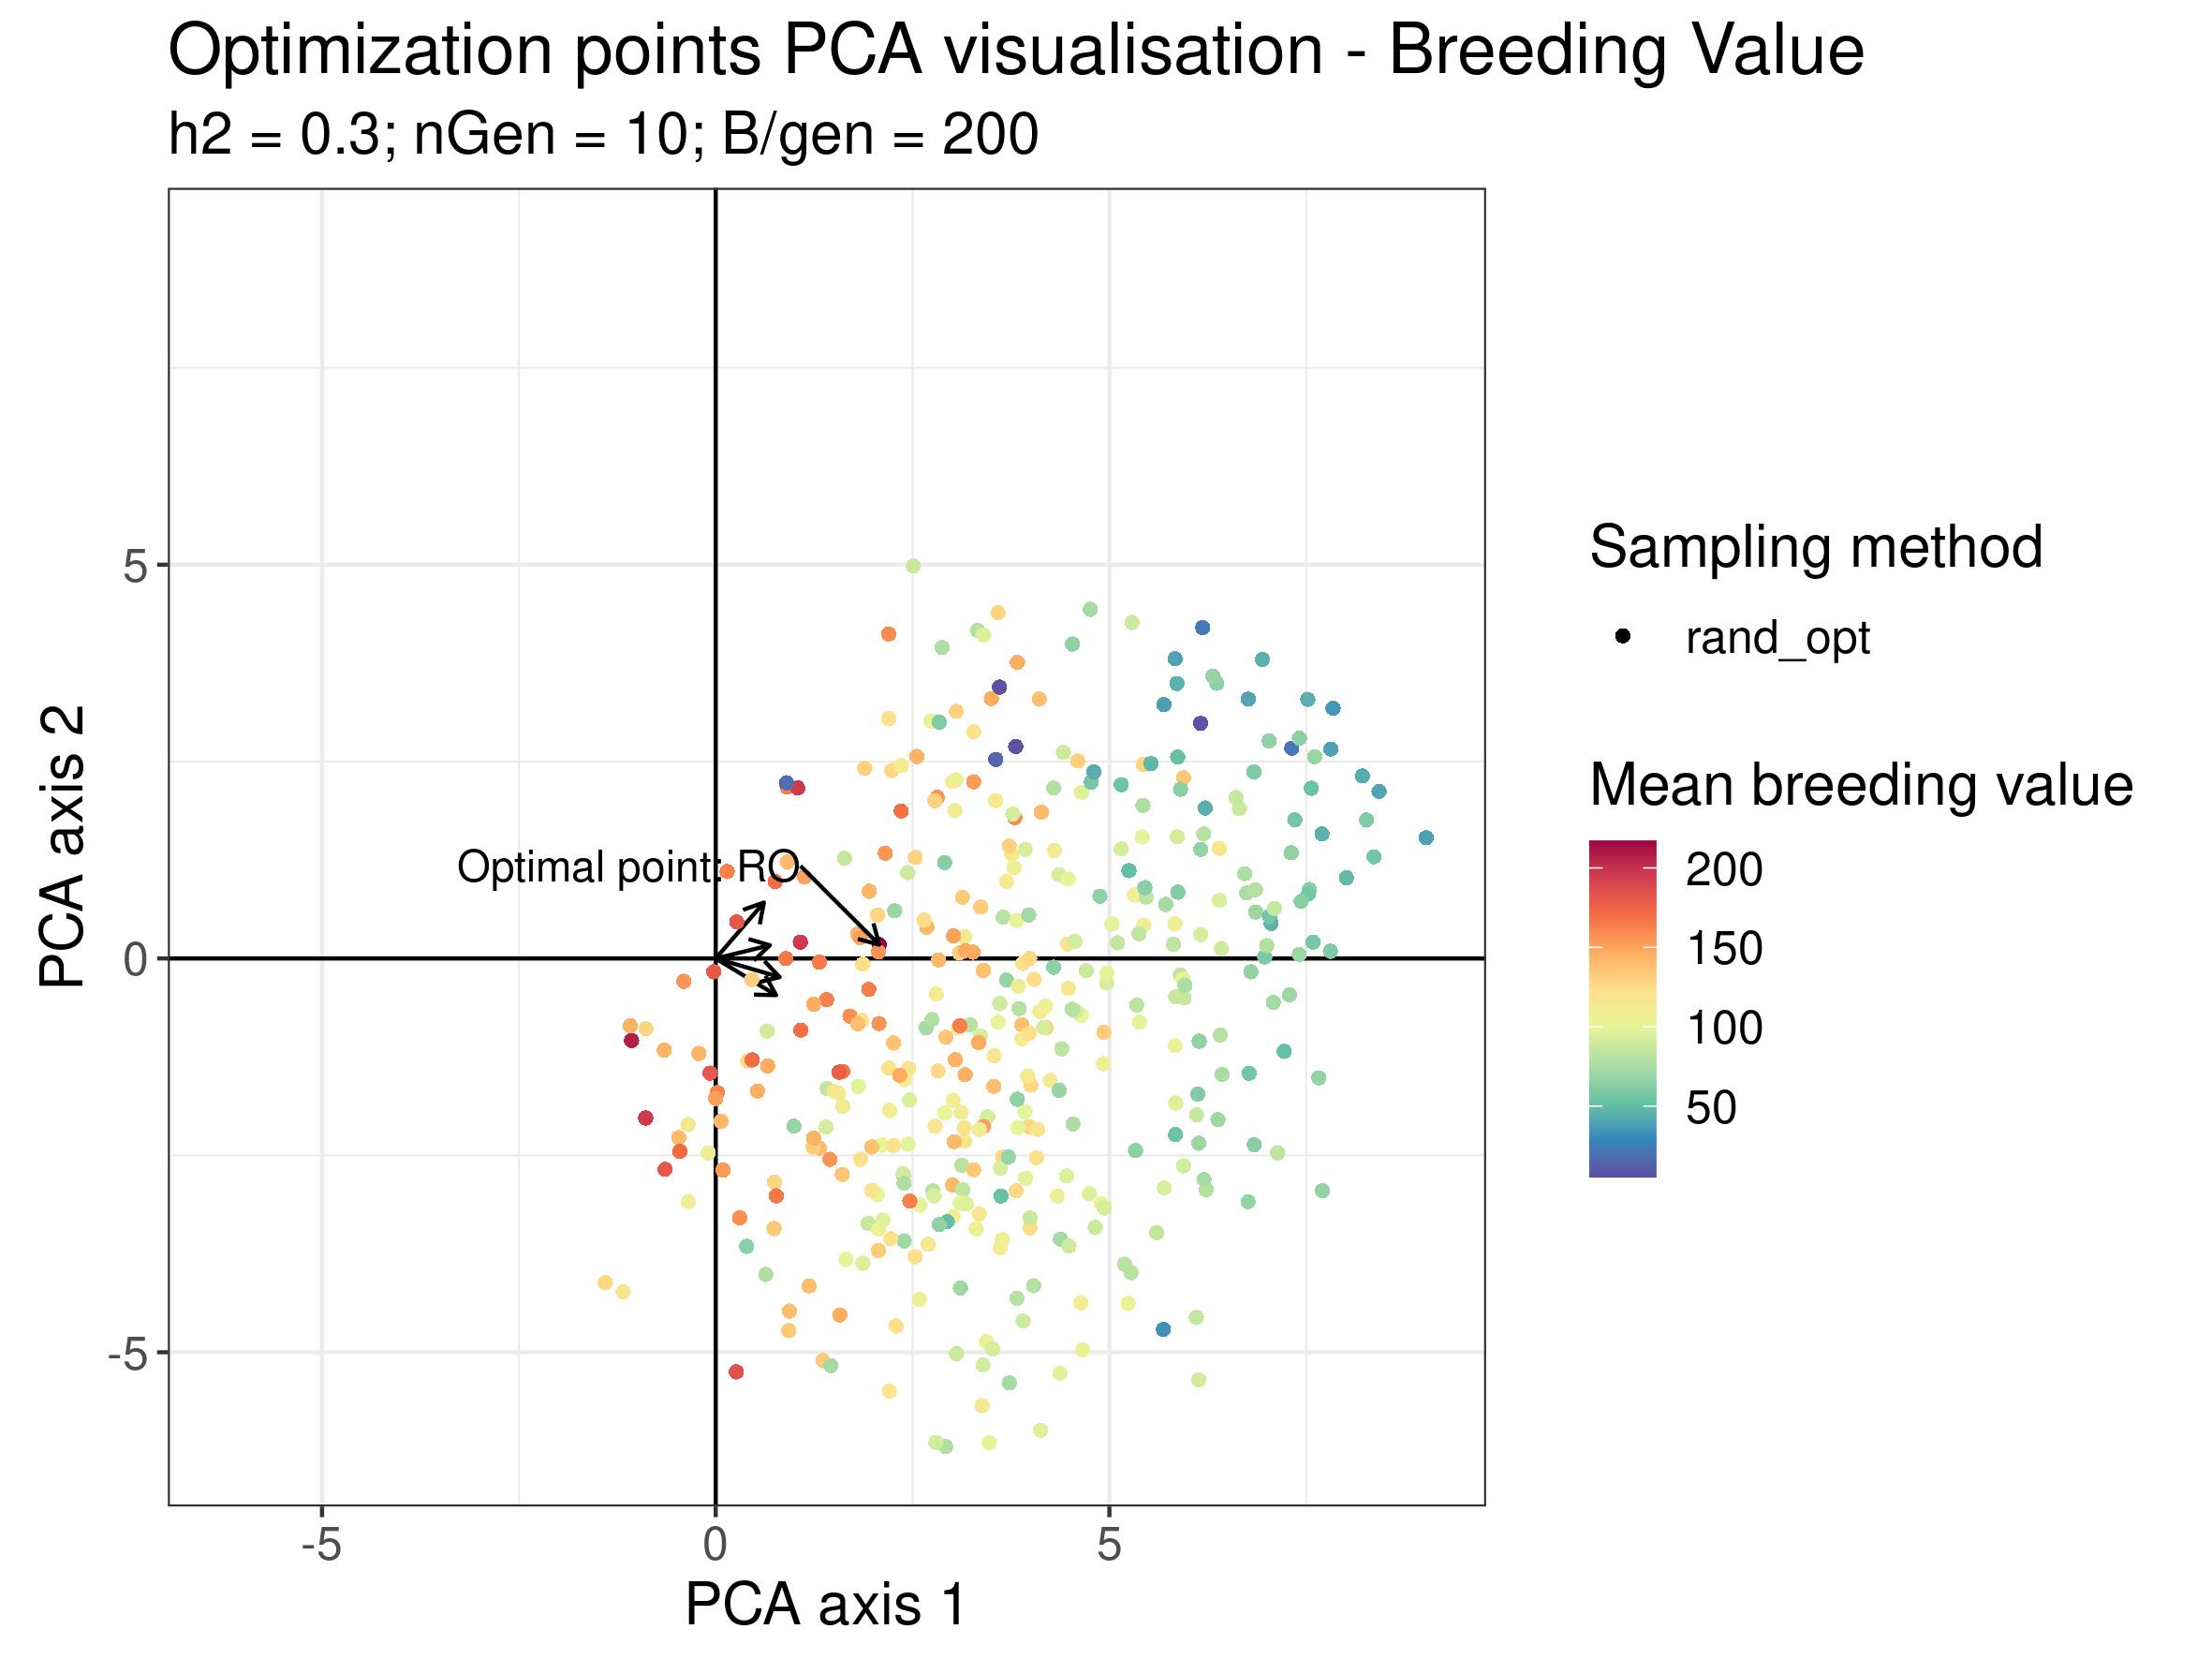 Optimization points PCA visualisation - Breeding Value
h2 = 0.3; nGen = 10; B/gen = 200
PCA axis 2
5
0
-5
Optimal point: RO
-5
0
5
PCA axis 1
Sampling method
rand_opt
Mean breeding value
200
150
100
50